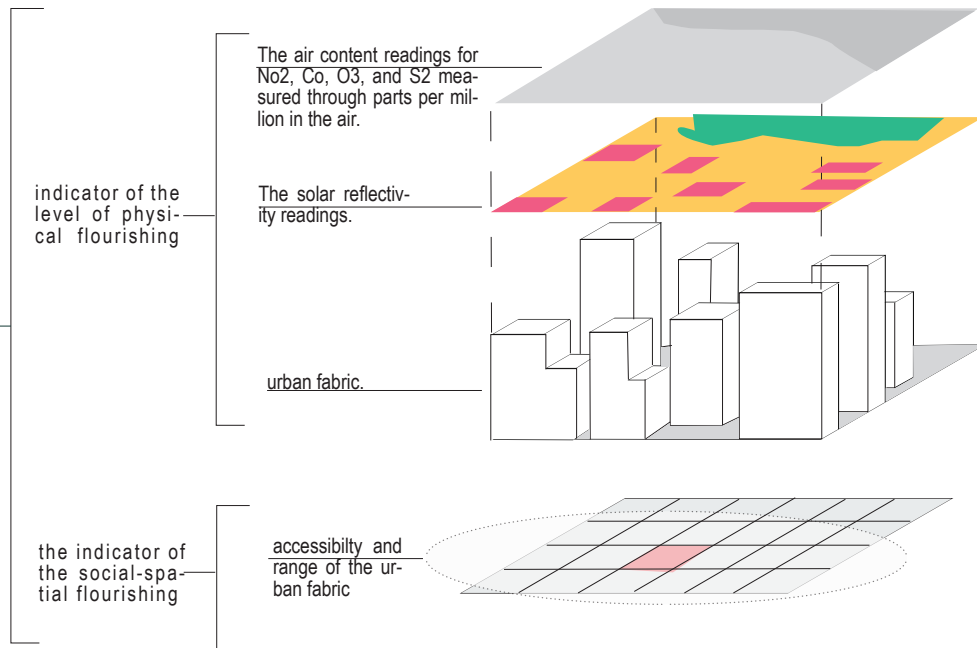 The air content readings for
No2, Co, O3, and S2 mea-
sured through parts per mil-
lion in the air.
indicator of the
level of physi-
cal flourishing
The solar reflectiv-
ity readings.
urban fabric.
the indicator of
the social-spa-
tial flourishing
accessibilty and
range of the ur-
ban fabric